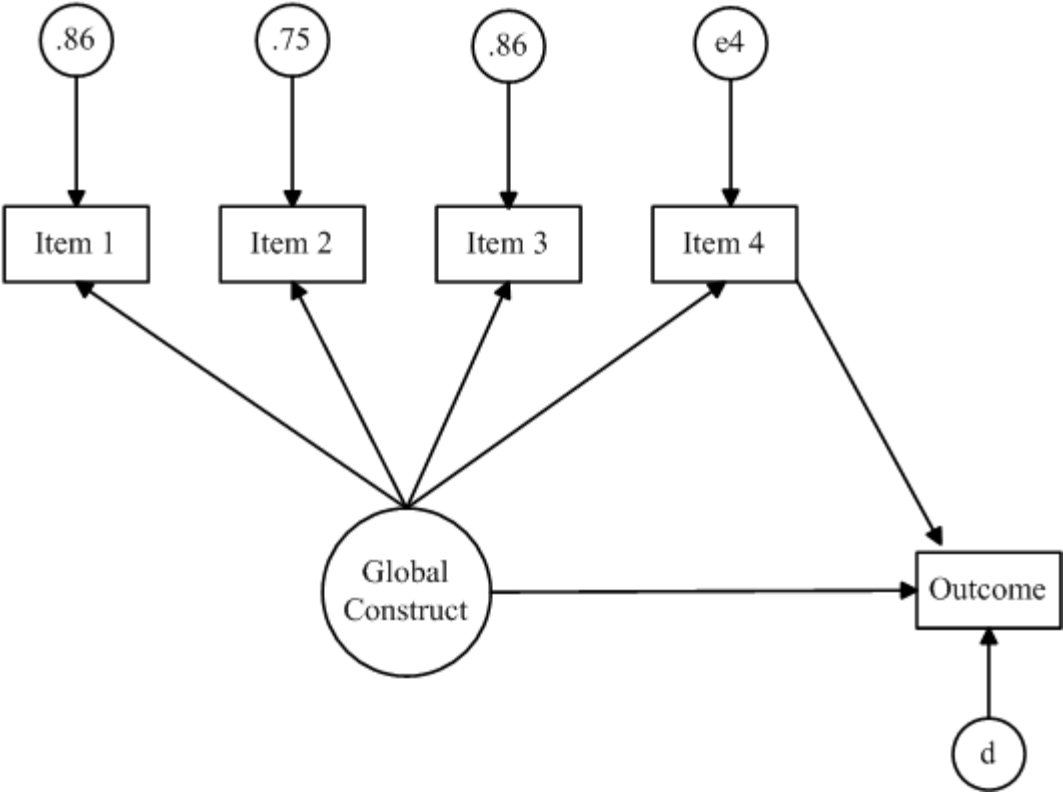 .86
.75
.86
e4
Item 1
Item 2
Item 3
Item 4
Global
Construct
Outcome
d